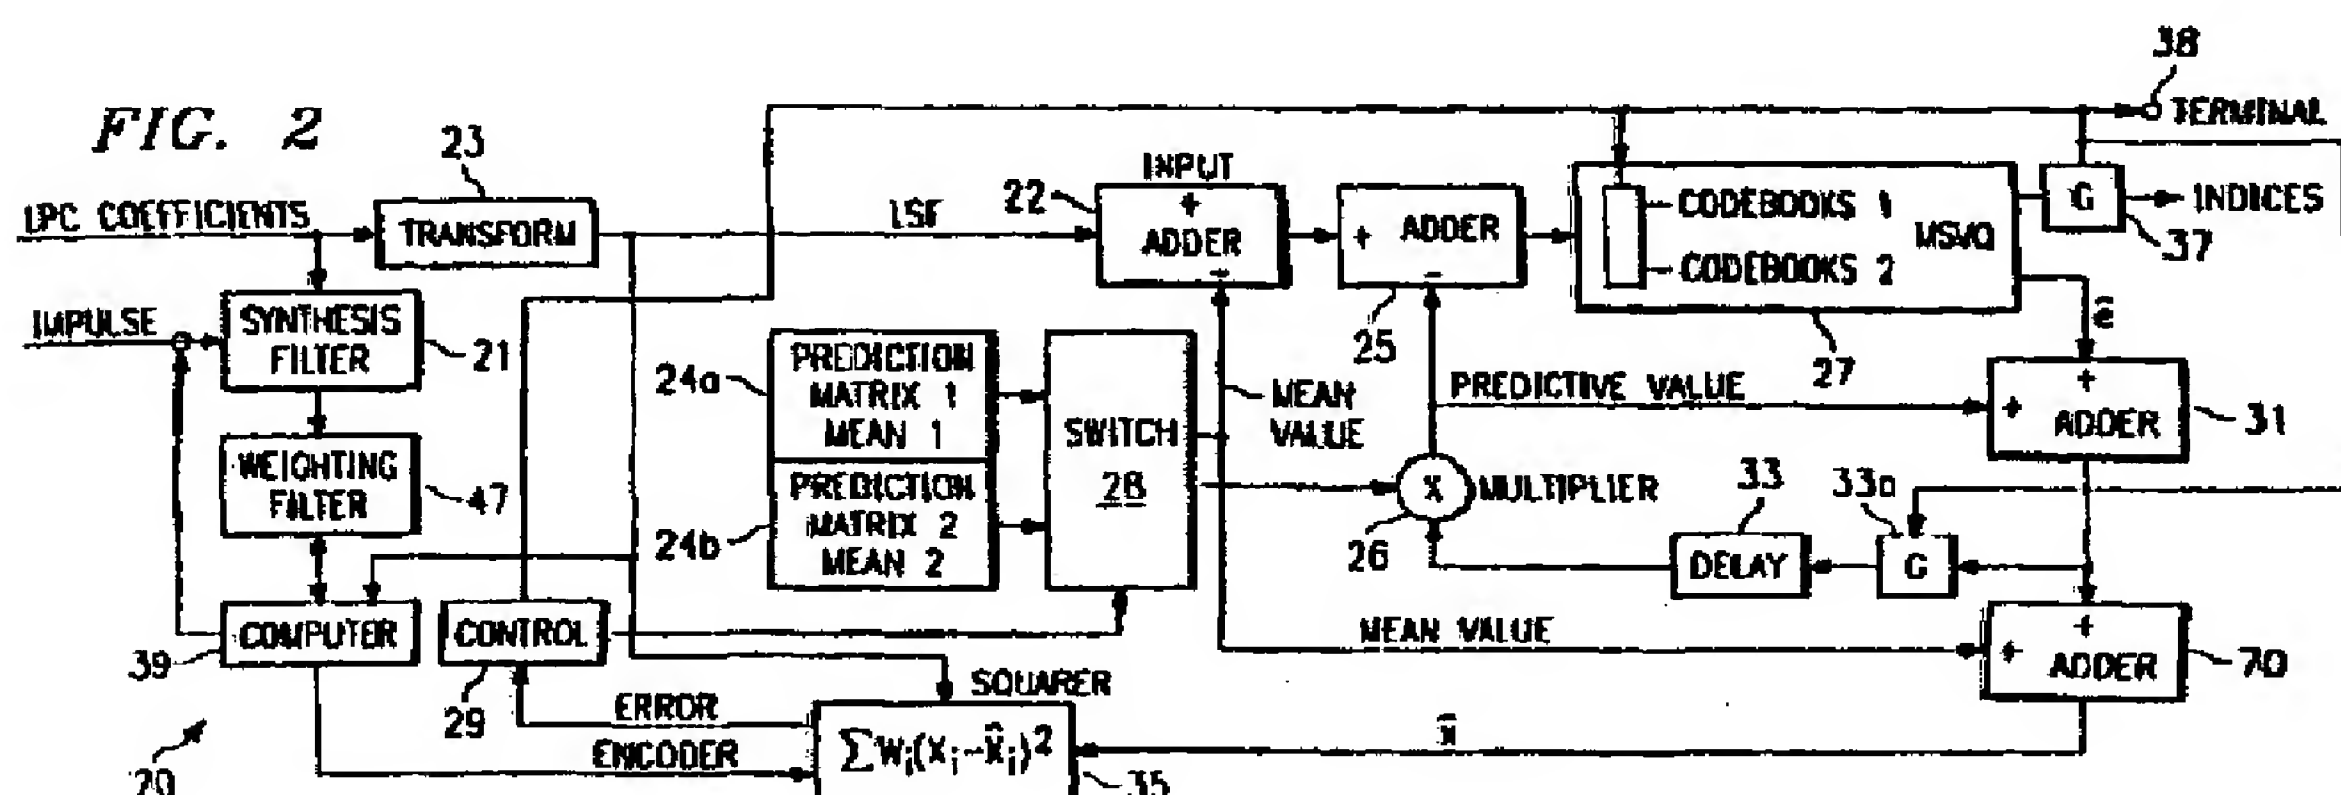 FIG. 2
38
TERMINAL
23
LPC COEFFICIENTS
TRANSFORM
LSF
22
INPUT
+
ADDER
-
+ ADDER
-
25
CODEBOOKS 1
MSVQ
CODEBOOKS 2
27
G
INDICES
37
ê
IMPULSE
SYNTHESIS
FILTER
21
24a
PREDICTION
MATRIX 1
MEAN 1
24b
PREDICTION
MATRIX 2
MEAN 2
SWITCH
28
MEAN
VALUE
PREDICTIVE VALUE
+
+
ADDER
31
WEIGHTING
FILTER
47
X
MULTIPLIER
26
33
DELAY
33a
G
COMPUTER
39
CONTROL
29
MEAN VALUE
+
+
ADDER
70
SQUARER
ERROR
ENCODER
∑Wi(Xi-X̂i)2
x̂
35
20